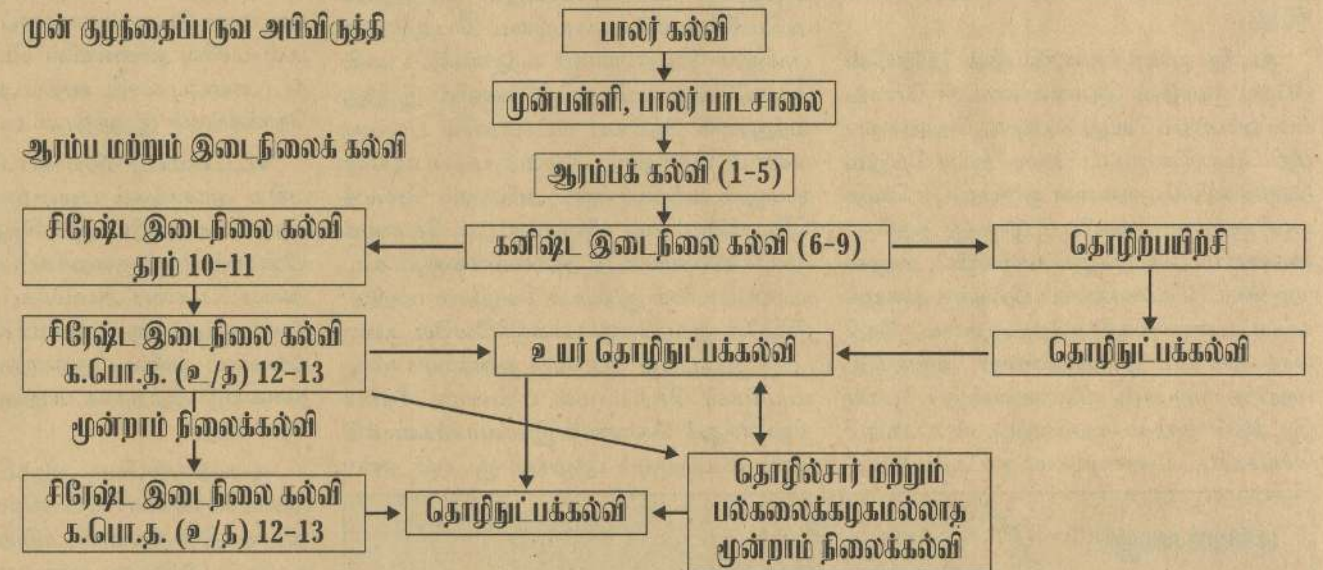 முன் குழந்தைப்பருவ அபிவிருத்தி
பாலர் கல்வி
முன்பள்ளி, பாலர் பாடசாலை
ஆரம்ப மற்றும் இடைநிலைக் கல்வி
ஆரம்பக் கல்வி (1-5)
சிரேஷ்ட இடைநிலை கல்வி
தரம் 10-11
கனிஷ்ட இடைநிலை கல்வி (6-9)
தொழிற்பயிற்சி
சிரேஷ்ட இடைநிலை கல்வி
க.பொ.த. (உ/த) 12-13
உயர் தொழிநுட்பக்கல்வி
தொழிநுட்பக்கல்வி
மூன்றாம் நிலைக்கல்வி
சிரேஷ்ட இடைநிலை கல்வி
க.பொ.த. (உ/த) 12-13
தொழிநுட்பக்கல்வி
தொழில்சார் மற்றும்
பல்கலைக்கழகமல்லாத
மூன்றாம் நிலைக்கல்வி